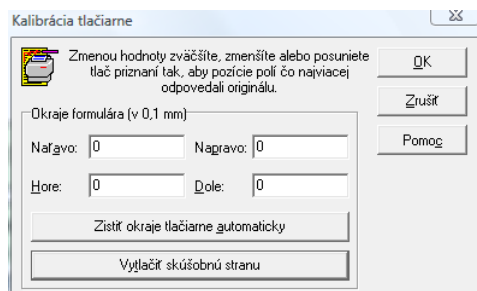 Kalibrácia tlačiarne
Zmenou hodnoty zväčšíte, zmenšíte alebo posuniete
tlač priznaní tak, aby pozície polí čo najviacej
odpovedali originálu.
OK
Zrušiť
Pomoc
Okraje formulára (v 0,1 mm)
Naľavo: 0 Napravo: 0
Hore: 0 Dole: 0
Zistiť okraje tlačiarne automaticky
Vytlačiť skúšobnú stranu